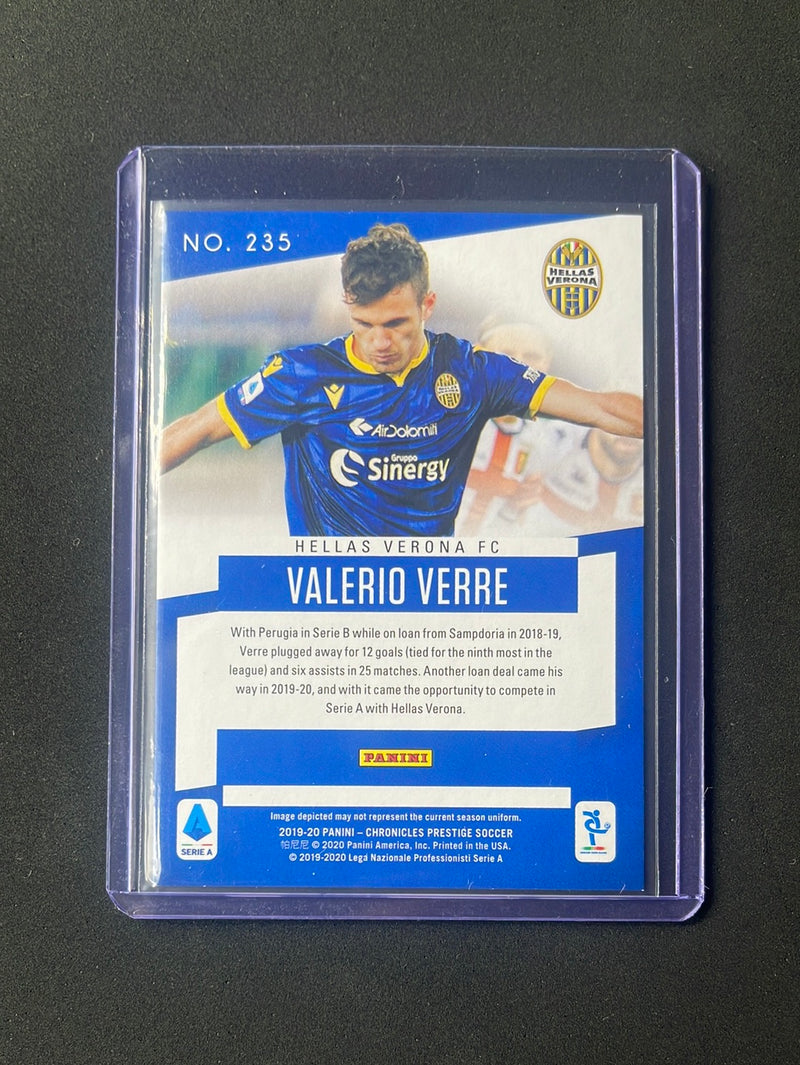 NO. 235
HELLAS
VERONA
AirDolomiti
Gruppo
Sinergy
HELLAS VERONA FC
VALERIO VERRE
With Perugia in Serie B while on loan from Sampdoria in 2018-19,
Verre plugged away for 12 goals (tied for the ninth most in the
league) and six assists in 25 matches. Another loan deal came his
way in 2019-20, and with it came the opportunity to compete in
Serie A with Hellas Verona.
PANINI
Image depicted may not represent the current season uniform.
2019-20 PANINI – CHRONICLES PRESTIGE SOCCER
帕尼尼 © 2020 Panini America, Inc. Printed in the USA.
© 2019-2020 Lega Nazionale Professionisti Serie A
SERIE A